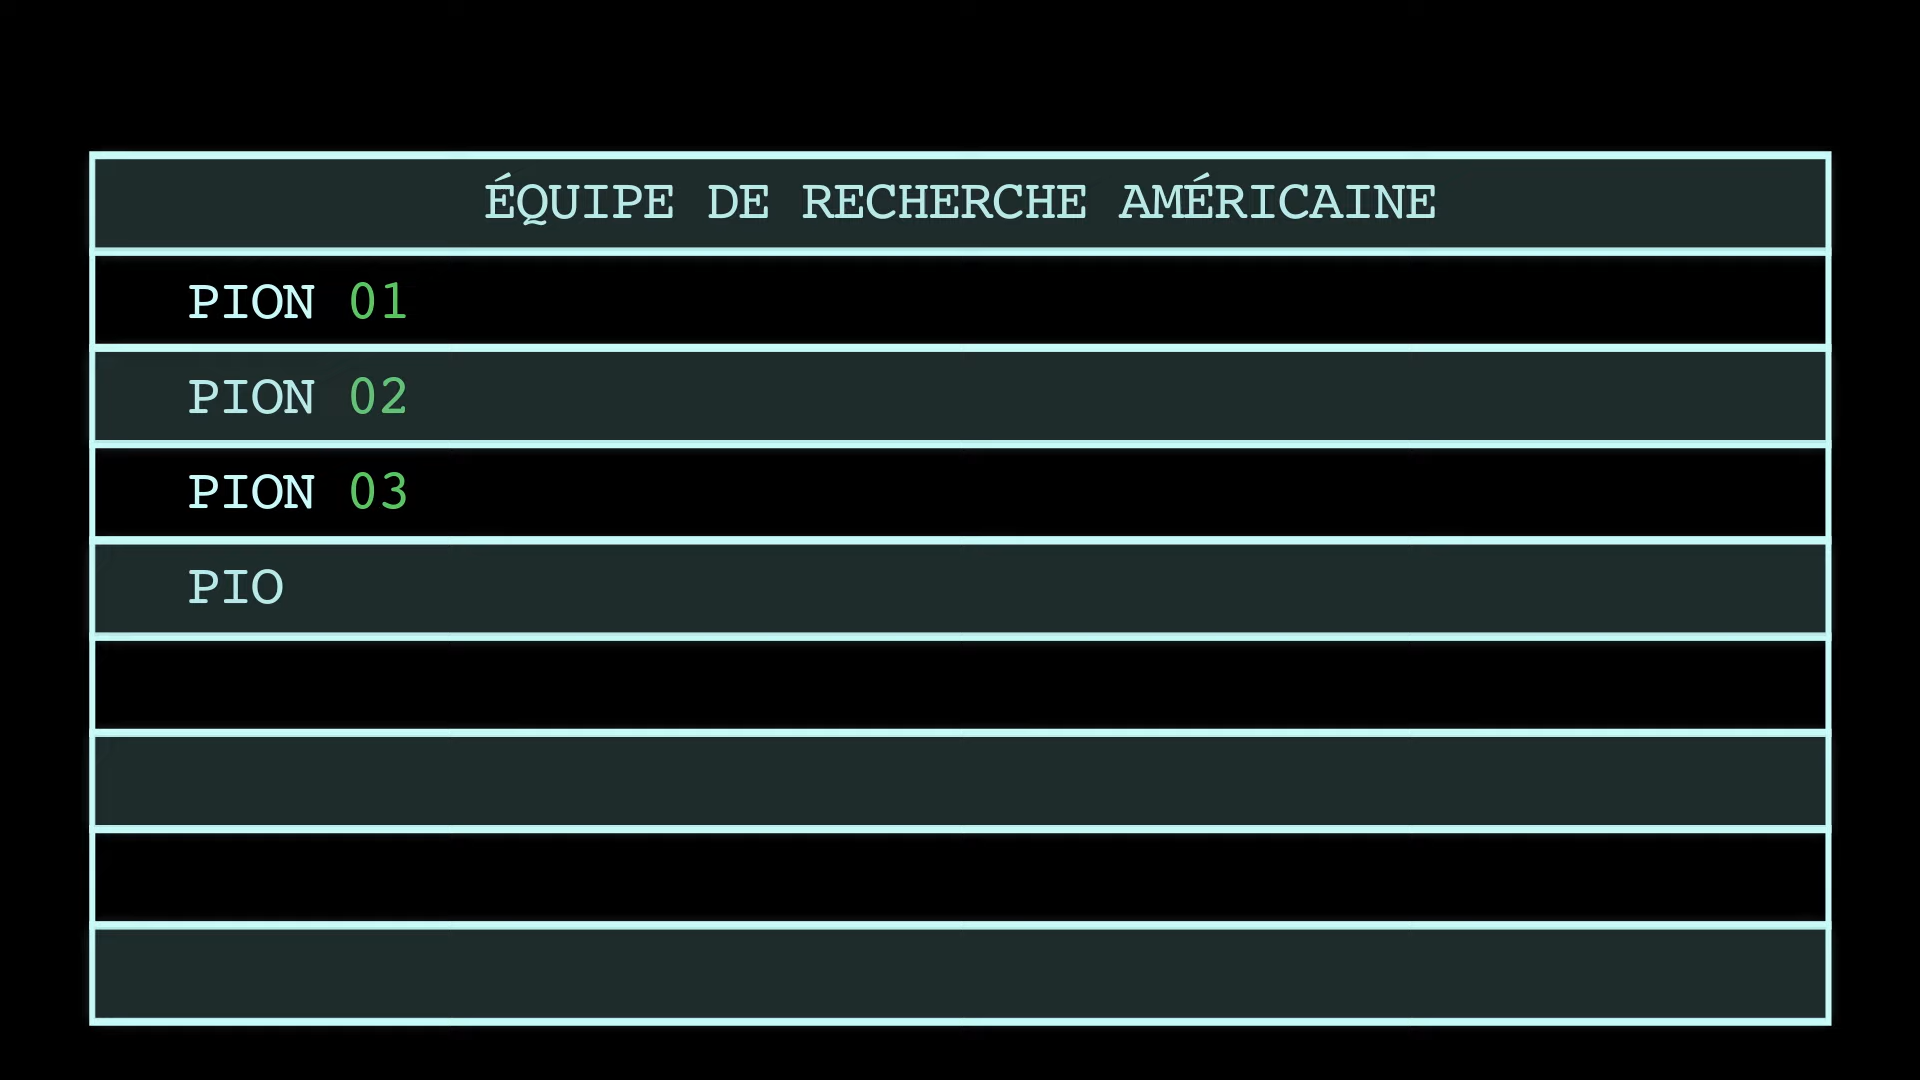 ÉQUIPE DE RECHERCHE AMÉRICAINE
PION 01
PION 02
PION 03
PIO